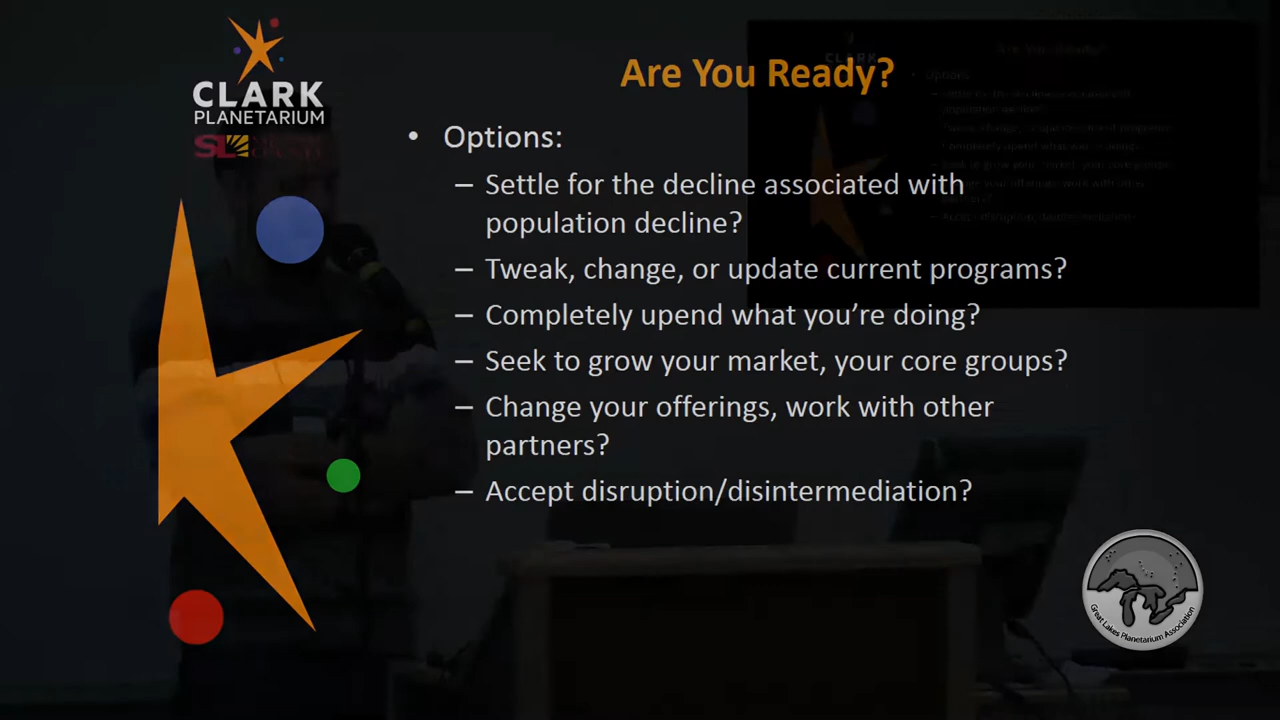 CLARK
PLANETARIUM
SL
Are You Ready?
• Options:
– Settle for the decline associated with
population decline?
– Tweak, change, or update current programs?
– Completely upend what you’re doing?
– Seek to grow your market, your core groups?
– Change your offerings, work with other
partners?
– Accept disruption/disintermediation?
Great Lakes Planetarium Association